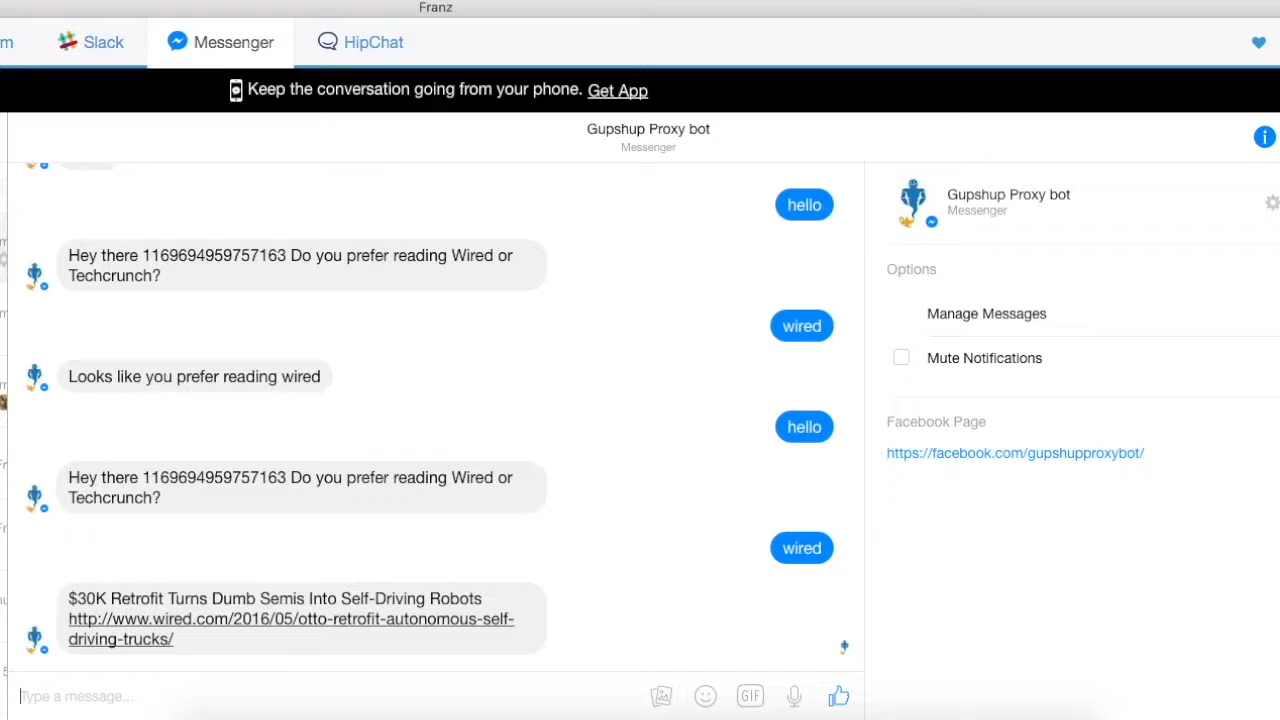 Franz
m
Slack
Messenger
HipChat
Keep the conversation going from your phone. Get App
Gupshup Proxy bot
Messenger
hello
Hey there 1169694959757163 Do you prefer reading Wired or
Techcrunch?
wired
Looks like you prefer reading wired
hello
Hey there 1169694959757163 Do you prefer reading Wired or
Techcrunch?
wired
$30K Retrofit Turns Dumb Semis Into Self-Driving Robots
http://www.wired.com/2016/05/otto-retrofit-autonomous-self-
driving-trucks/
Type a message...
GIF
Gupshup Proxy bot
Messenger
Options
Manage Messages
Mute Notifications
Facebook Page
https://facebook.com/gupshupproxybot/